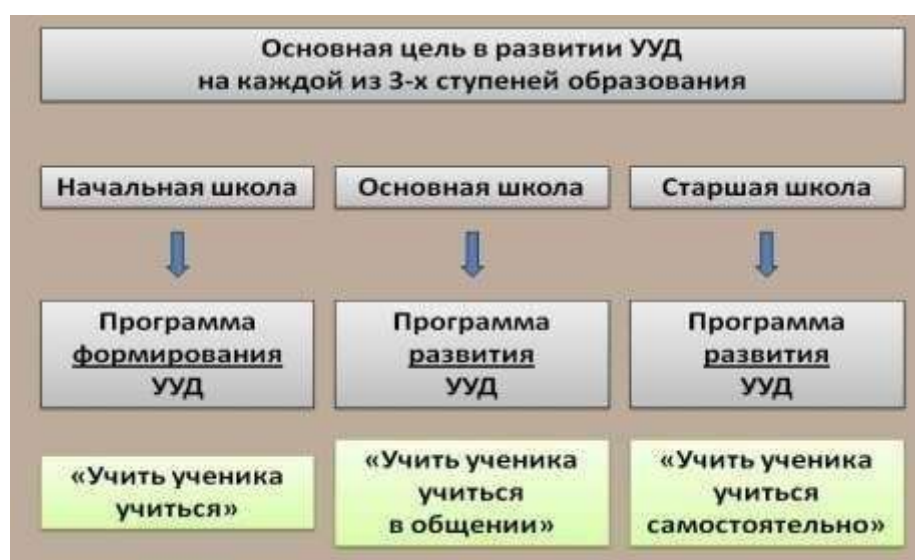 Основная цель в развитии УУД
на каждой из 3-х ступеней образования
Начальная школа
Основная школа
Старшая школа
Программа
формирования
УУД
Программа
развития
УУД
Программа
развития
УУД
«Учить ученика
учиться»
«Учить ученика
учиться
в общении»
«Учить ученика
учиться
самостоятельно»